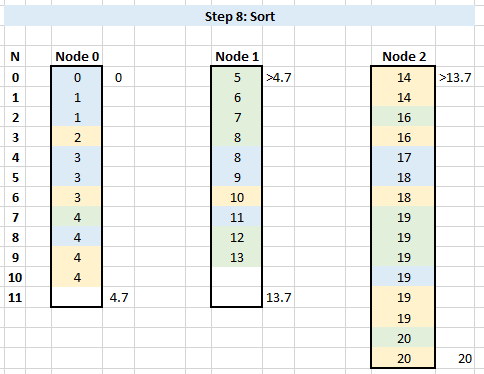 Step 8: Sort
N Node 0 Node 1 Node 2
0 0 0 5 >4.7 14 >13.7
1 1 6 14
2 1 7 16
3 2 8 16
4 3 8 17
5 3 9 18
6 3 10 18
7 4 11 19
8 4 12 19
9 4 13 19
10 4 19
11 4.7 13.7 19
19
20
20 20